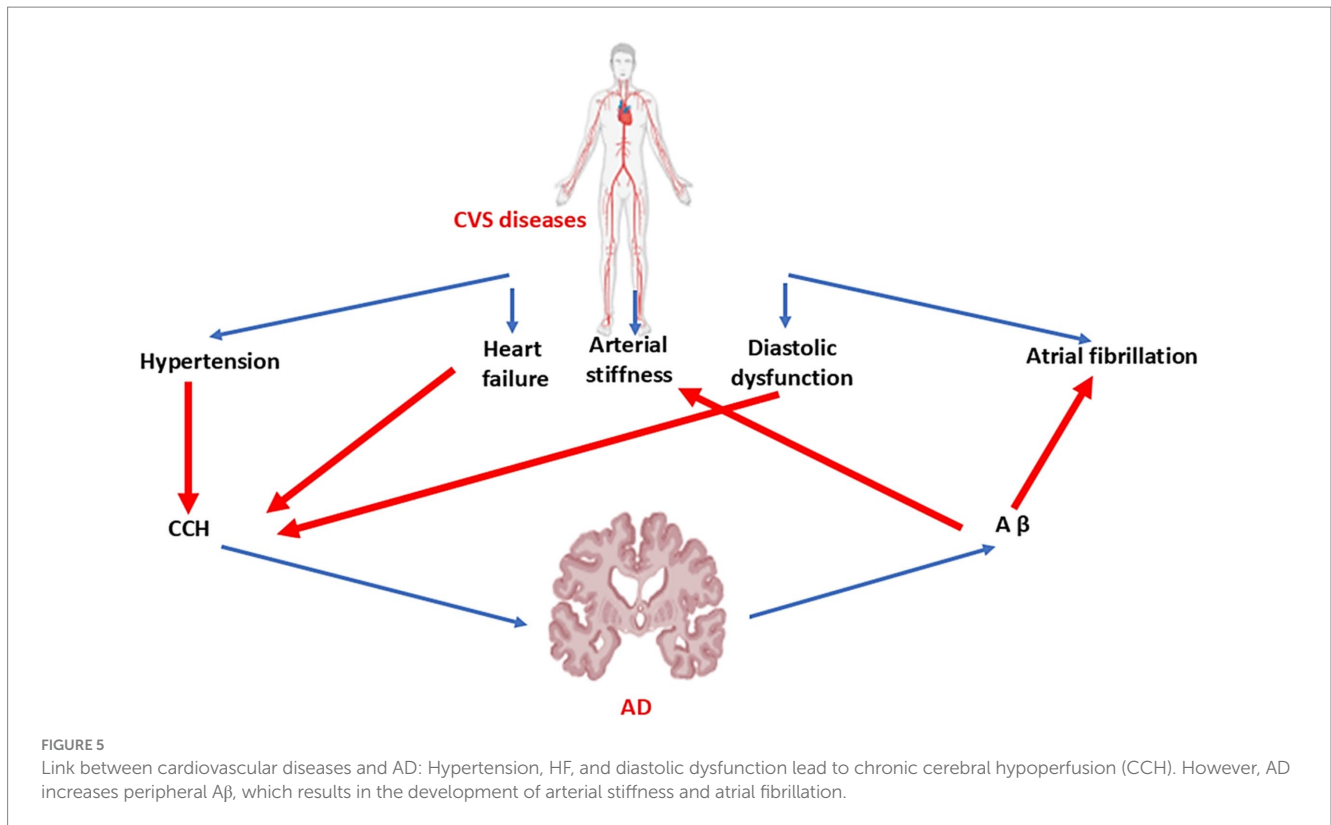 CVS diseases
Hypertension
Heart
failure
Arterial
stiffness
Diastolic
dysfunction
Atrial fibrillation
CCH
A β
AD
FIGURE 5
Link between cardiovascular diseases and AD: Hypertension, HF, and diastolic dysfunction lead to chronic cerebral hypoperfusion (CCH). However, AD
increases peripheral Aβ, which results in the development of arterial stiffness and atrial fibrillation.